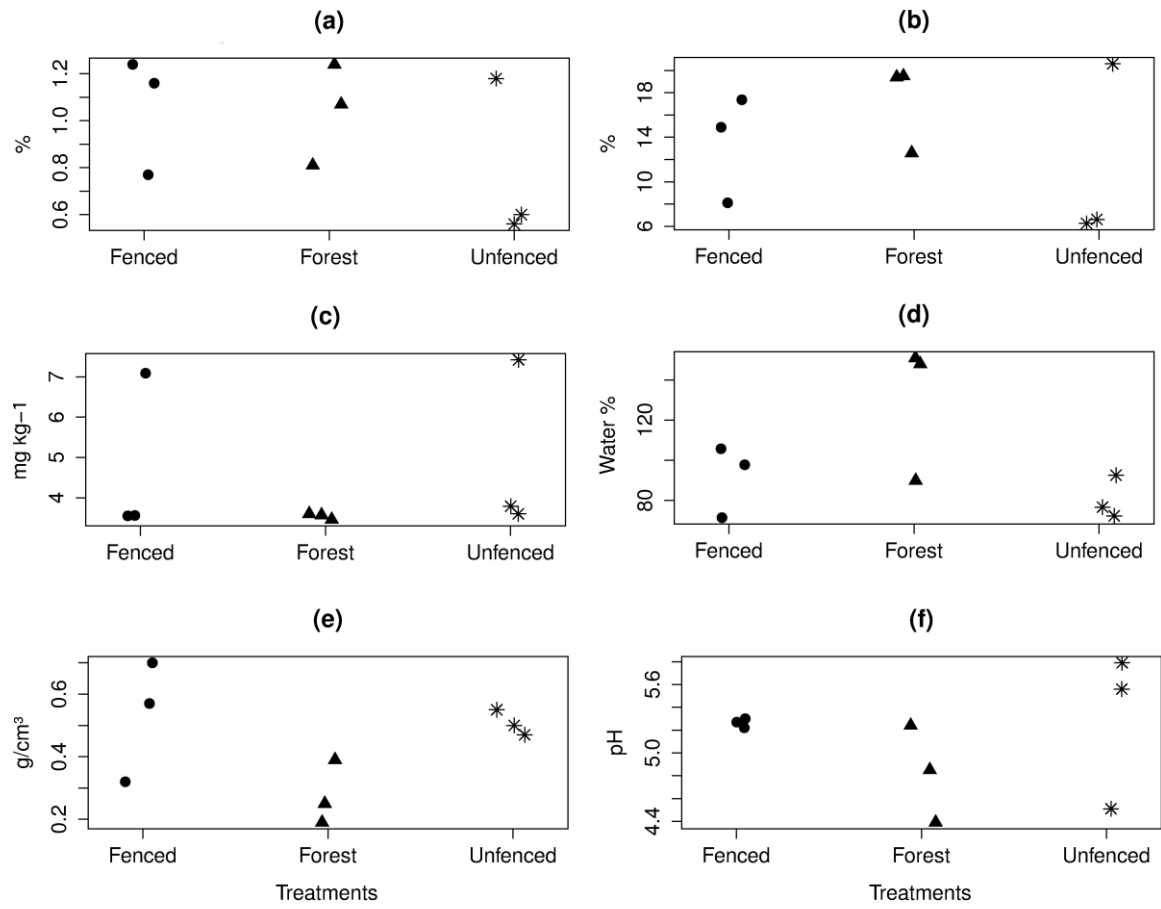 (a)
%
0.6 0.8 1.0 1.2
Fenced Forest Unfenced
(b)
%
6 10 14 18
Fenced Forest Unfenced
(c)
mg kg−1
4 5 6 7
Fenced Forest Unfenced
(d)
Water %
80 120
Fenced Forest Unfenced
(e)
g/cm³
0.2 0.4 0.6
Fenced Forest Unfenced
Treatments
(f)
pH
4.4 5.0 5.6
Fenced Forest Unfenced
Treatments